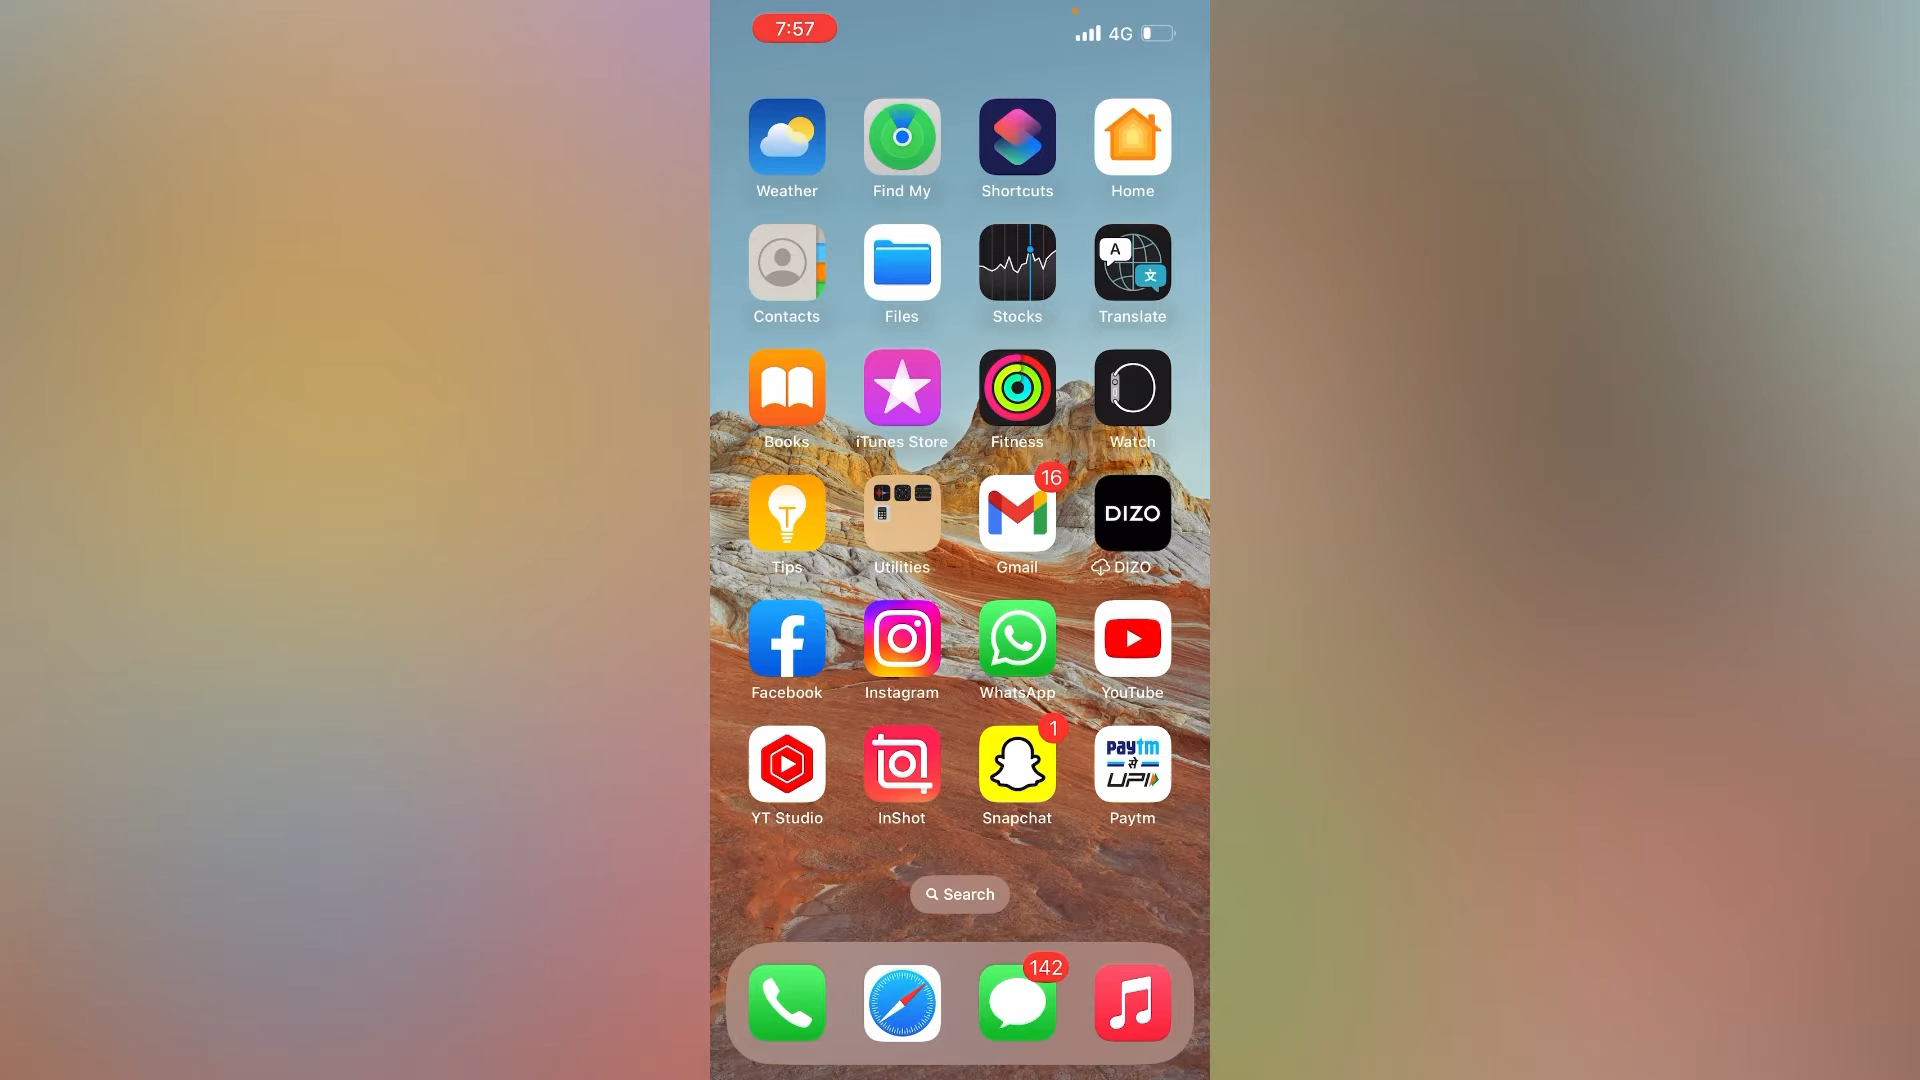 7:57
4G
Weather
Find My
Shortcuts
Home
A
文
Contacts
Files
Stocks
Translate
Books
iTunes Store
Fitness
Watch
16
DIZO
Tips
Utilities
Gmail
DIZO
Facebook
Instagram
WhatsApp
YouTube
1
paytm
से
UPI
YT Studio
InShot
Snapchat
Paytm
Search
142